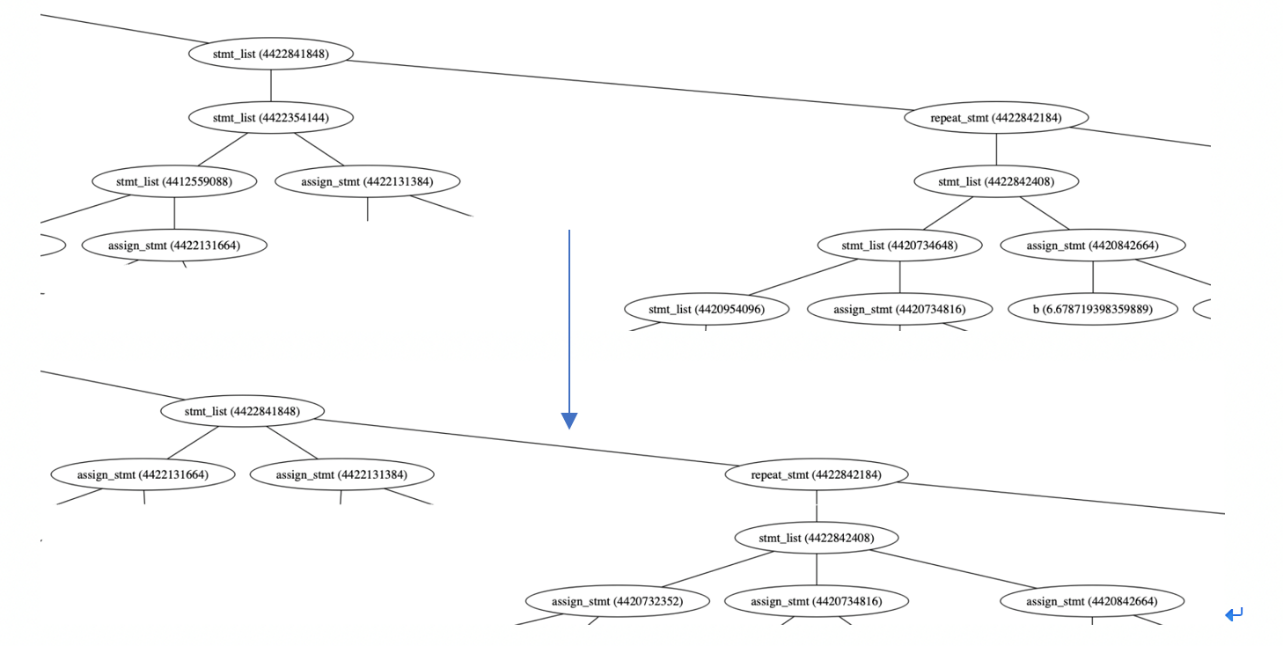 stmt_list (4422841848)
stmt_list (4422354144)
repeat_stmt (4422842184)
stmt_list (4412559088)
assign_stmt (4422131384)
stmt_list (4422842408)
assign_stmt (4422131664)
stmt_list (4420734648)
assign_stmt (4420842664)
stmt_list (4420954096)
assign_stmt (4420734816)
b (6.678719398359889)
stmt_list (4422841848)
assign_stmt (4422131664)
assign_stmt (4422131384)
repeat_stmt (4422842184)
stmt_list (4422842408)
assign_stmt (4420732352)
assign_stmt (4420734816)
assign_stmt (4420842664)